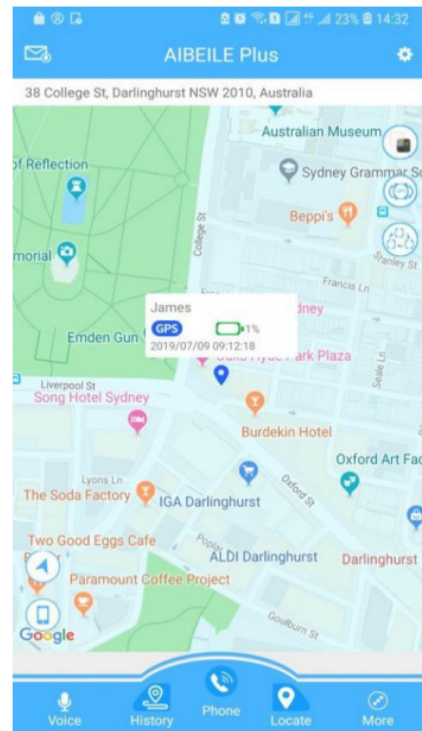 23% 14:32
AIBEILE Plus
38 College St, Darlinghurst NSW 2010, Australia
Australian Museum
of Reflection
Sydney Grammar Sc
College St
Beppi's
morial
Stanley St
Francis Ln
James
dney
GPS 1%
Emden Gun
2019/07/09 09:12:18
Oaks Hyde Park Plaza
Seale Ln
Liverpool St
Song Hotel Sydney
Burdekin Hotel
Oxford Art Fac
Lyons Ln
Oxford St
The Soda Factory
IGA Darlinghurst
Two Good Eggs Cafe
Poplar
ALDI Darlinghurst
Darlinghurst
Paramount Coffee Project
Goulburn St
Google
Voice
History
Phone
Locate
More